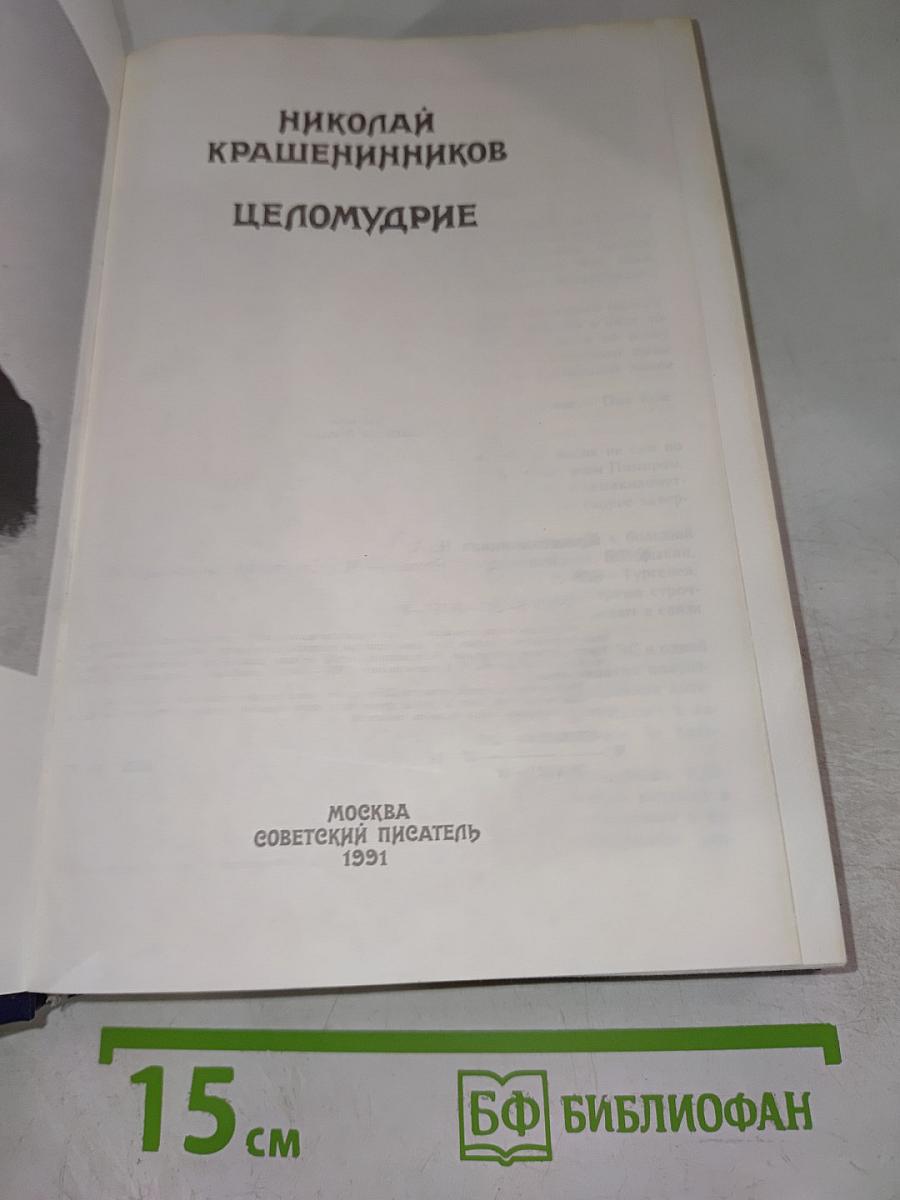 НИКОЛАЙ
КРАШЕНИННИКОВ
ЦЕЛОМУДРИЕ
МОСКВА
СОВЕТСКИЙ ПИСАТЕЛЬ
1991
15 см
БФ БИБЛИОФАН